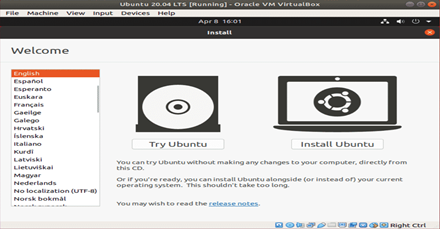 Ubuntu 20.04 LTS [Running] - Oracle VM VirtualBox
File Machine View Input Devices Help
Apr 8 16:01
Install
Welcome
English
Español
Esperanto
Euskara
Français
Gaeilge
Galego
Hrvatski
Íslenska
Italiano
Kurdî
Latviski
Lietuviškai
Magyar
Nederlands
No localization (UTF-8)
Norsk bokmål
Try Ubuntu
Install Ubuntu
You can try Ubuntu without making any changes to your computer, directly from
this CD.
Or if you're ready, you can install Ubuntu alongside (or instead of) your current
operating system. This shouldn't take too long.
You may wish to read the release notes.
Right Ctrl